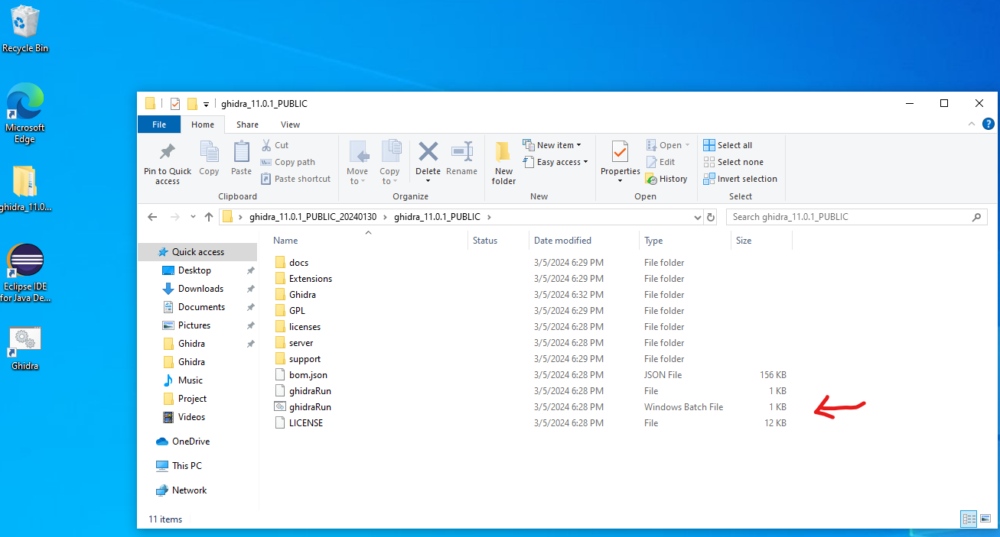 Recycle Bin
Microsoft
Edge
ghidra_11.0...
Eclipse IDE
for Java De...
Ghidra
ghidra_11.0.1_PUBLIC
File Home Share View
Pin to Quick
access
Copy
Paste
Cut
Copy path
Paste shortcut
Clipboard
Move
to
Copy
to
Delete
Rename
Organize
New
folder
New item
Easy access
New
Properties
Open
Edit
History
Open
Select all
Select none
Invert selection
Select
ghidra_11.0.1_PUBLIC_20240130 > ghidra_11.0.1_PUBLIC >
Search ghidra_11.0.1_PUBLIC
Quick access
Desktop
Downloads
Documents
Pictures
Ghidra
Ghidra
Music
Project
Videos
OneDrive
This PC
Network
Name Status Date modified Type Size
docs 3/5/2024 6:29 PM File folder
Extensions 3/5/2024 6:29 PM File folder
Ghidra 3/5/2024 6:32 PM File folder
GPL 3/5/2024 6:29 PM File folder
licenses 3/5/2024 6:28 PM File folder
server 3/5/2024 6:28 PM File folder
support 3/5/2024 6:29 PM File folder
bom.json 3/5/2024 6:28 PM JSON File 156 KB
ghidraRun 3/5/2024 6:28 PM File 1 KB
ghidraRun 3/5/2024 6:28 PM Windows Batch File 1 KB
LICENSE 3/5/2024 6:28 PM File 12 KB
11 items